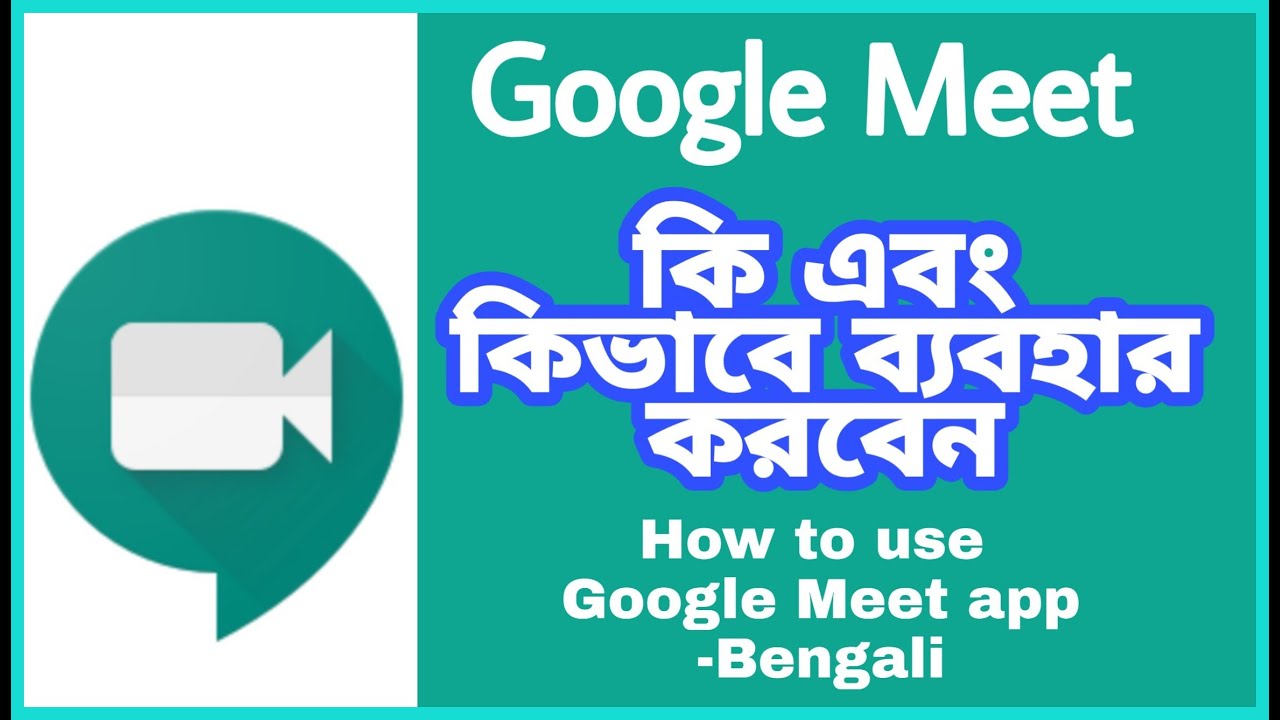 Google Meet
কি এবং
কিভাবে ব্যবহার
করবেন
How to use
Google Meet app
-Bengali